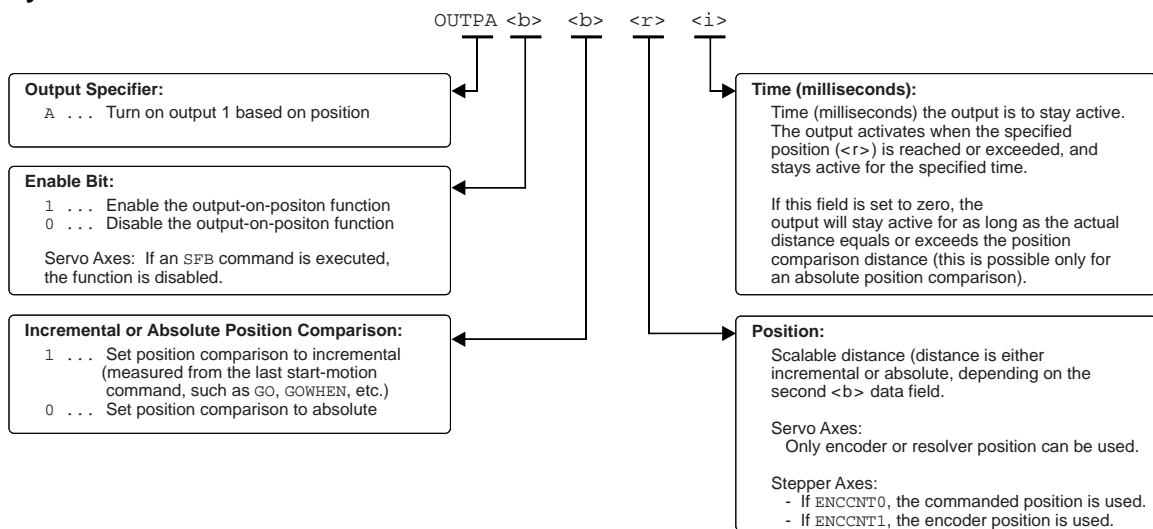 OUTPA <b> <b> <r> <i>
Output Specifier:
A ... Turn on output 1 based on position
Enable Bit:
1 ... Enable the output-on-positon function
0 ... Disable the output-on-positon function
Servo Axes: If an SFB command is executed,
the function is disabled.
Incremental or Absolute Position Comparison:
1 ... Set position comparison to incremental
(measured from the last start-motion
command, such as GO, GOWHEN, etc.)
0 ... Set position comparison to absolute
Time (milliseconds):
Time (milliseconds) the output is to stay active.
The output activates when the specified
position (<r>) is reached or exceeded, and
stays active for the specified time.
If this field is set to zero, the
output will stay active for as long as the actual
distance equals or exceeds the position
comparison distance (this is possible only for
an absolute position comparison).
Position:
Scalable distance (distance is either
incremental or absolute, depending on the
second <b> data field.
Servo Axes:
Only encoder or resolver position can be used.
Stepper Axes:
- If ENCCNT0, the commanded position is used.
- If ENCCNT1, the encoder position is used.